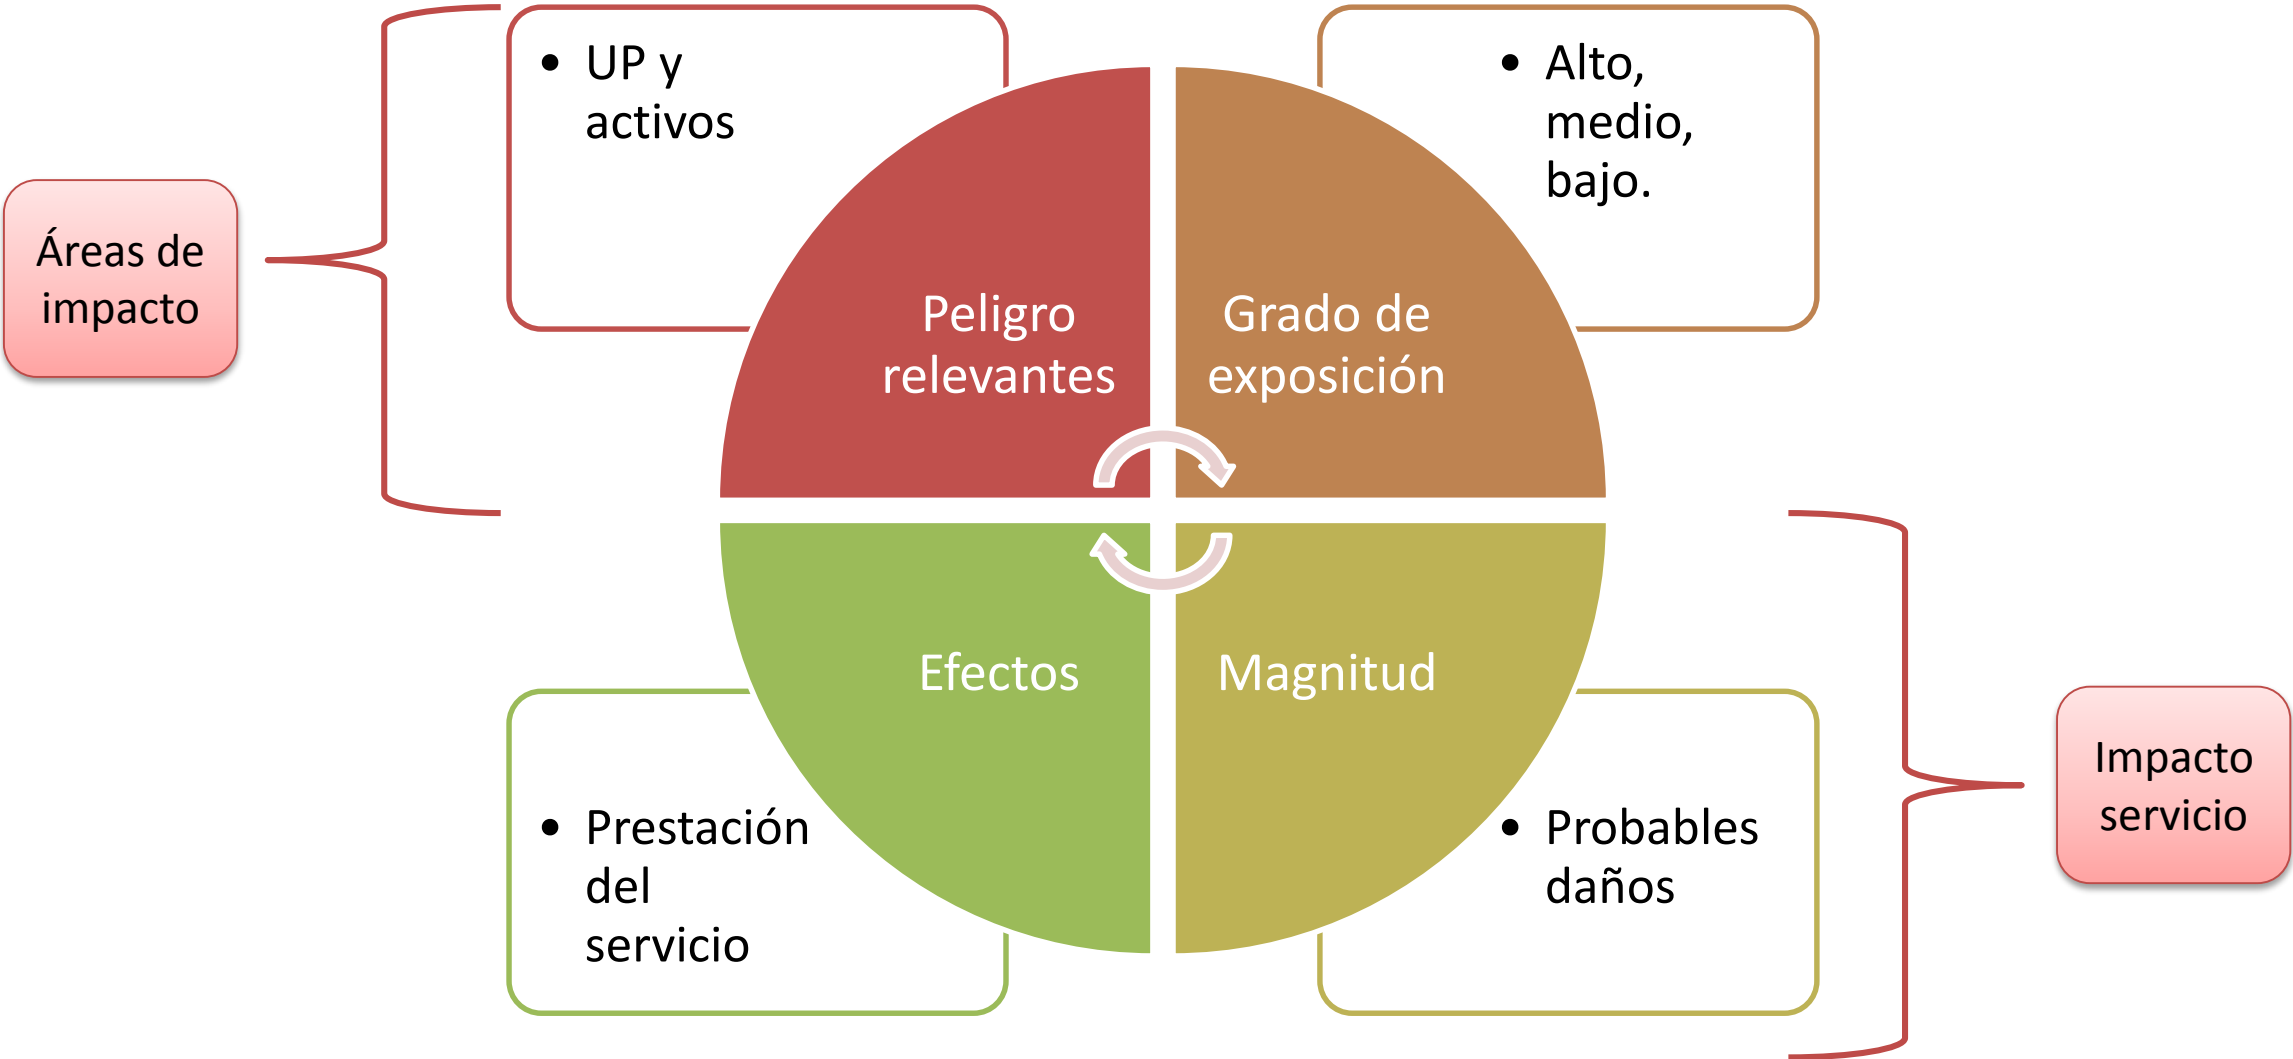 Áreas de
impacto
• UP y
activos
Peligro
relevantes
Grado de
exposición
• Alto,
medio,
bajo.
Efectos
Magnitud
• Prestación
del
servicio
• Probables
daños
Impacto
servicio